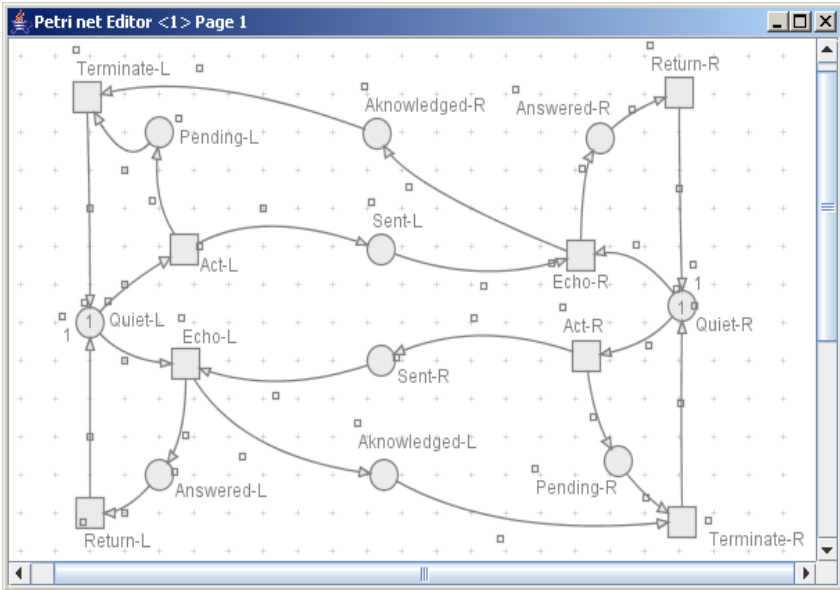 Petri net Editor <1> Page 1
Terminate-L
Return-R
Aknowledged-R
Answered-R
Pending-L
Sent-L
Act-L
Echo-R
1
1
Quiet-L
1
1
Quiet-R
Act-R
Echo-L
Sent-R
Aknowledged-L
Answered-L
Pending-R
Return-L
Terminate-R